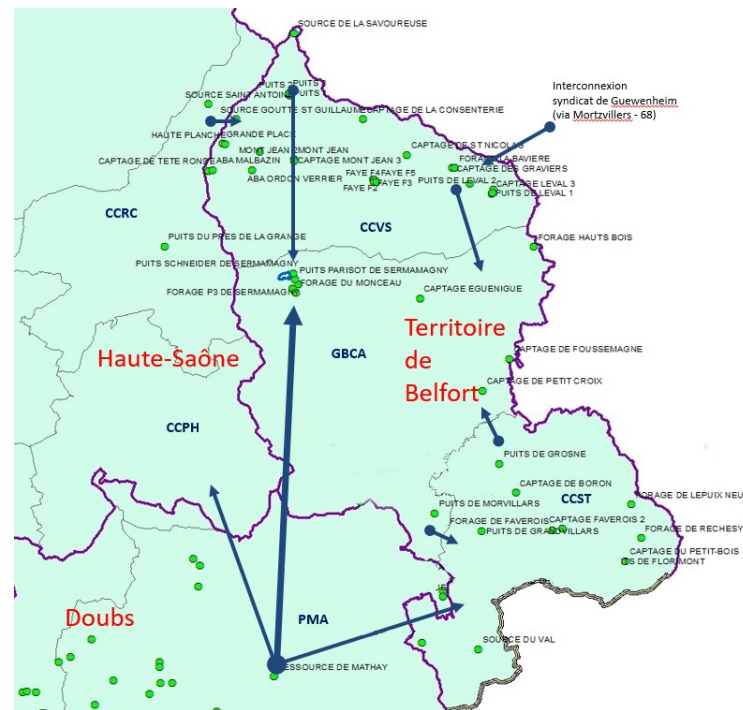 SOURCE DE LA SAVOUREUSE
PUITS 2 PUITS 3
PUITS
SOURCE SAINT ANTOINE
SOURCE GOUTTE ST GUILLAUME
CAPTAGE DE LA CONSENTERIE
Interconnexion
syndicat de Guewenheim
(via Mortzvillers - 68)
HAUTE PLANCHE
GRANDE PLACE
MONT JEAN 2
MONT JEAN
CAPTAGE MONT JEAN 3
CAPTAGE DE ST NICOLAS
CAPTAGE DE TETE RONDE
ABA MALBAZIN
ABA ORDON VERRIER
FAYE F4
FAYE F5
FAYE F3
FAYE F2
LA BAVIERE
CAPTAGE DES GRAVIERS
PUITS DE LEVAL 2
CAPTAGE LEVAL 3
PUITS DE LEVAL 1
CCRC
CCVS
PUITS DU PRES DE LA GRANGE
FORAGE HAUTS BOIS
PUITS SCHNEIDER DE SERMAMAGNY
PUITS PARISOT DE SERMAMAGNY
FORAGE DU MONCEAU
FORAGE P3 DE SERMAMAGNY
CAPTAGE EGUENIGUE
Haute-Saône
GBCA
Territoire
de
Belfort
CAPTAGE DE FOUSSEMAGNE
CAPTAGE DE PETIT CROIX
CCPH
PUITS DE GROSNE
CAPTAGE DE BORON
CCST
FORAGE DE LEPUIX NEU
PUITS DE MORVILLARS
FORAGE DE FAVEROIS
CAPTAGE FAVEROIS 2
PUITS DE GRANDVILLARS
FORAGE DE RECHESY
CAPTAGE DU PETIT-BOIS
TS DE FLORIMONT
Doubs
PMA
SOURCE DU VAL
ESSOURCE DE MATHAY